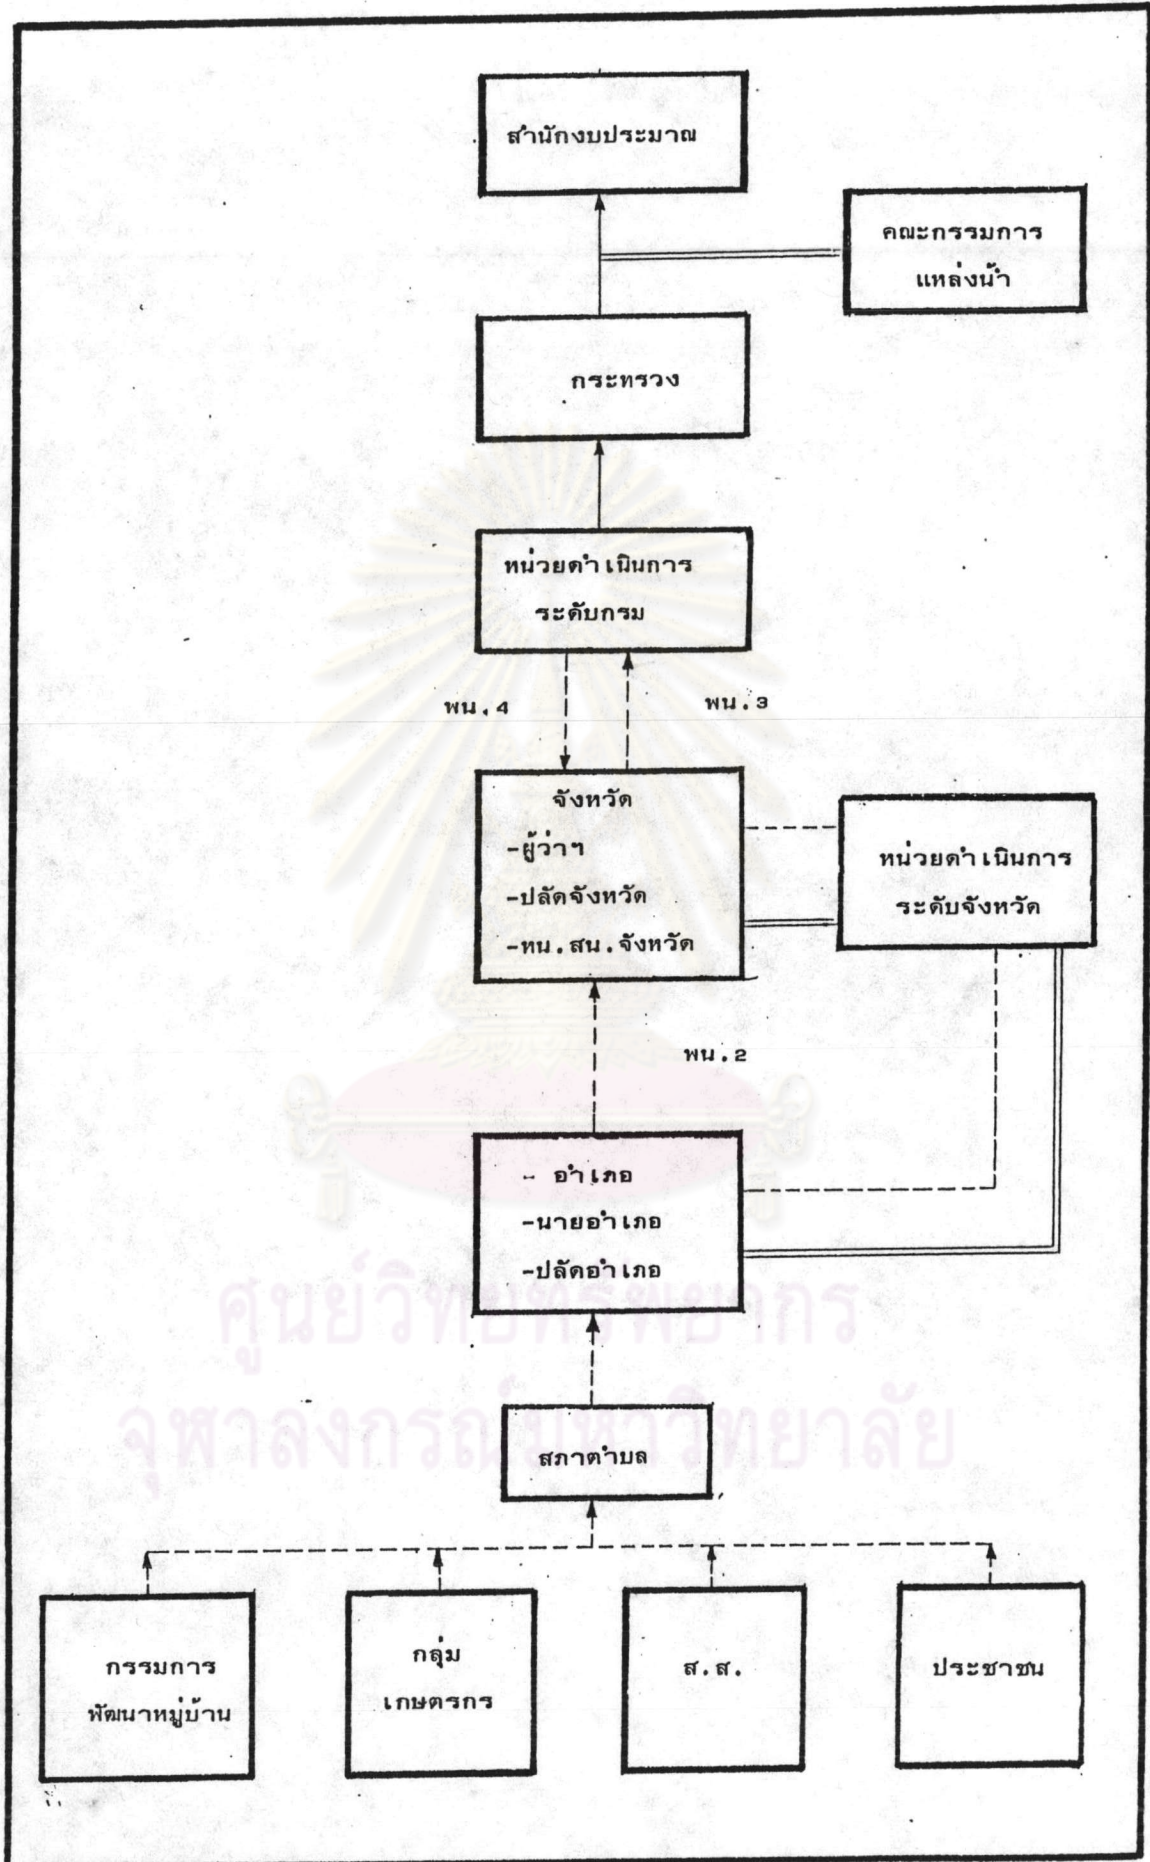 สำนักงบประมาณ
คณะกรรมการ
แหล่งน้ำ
กระทรวง
หน่วยดำเนินการ
ระดับกรม
พน.4
พน.3
จังหวัด
-ผู้ว่าฯ
-ปลัดจังหวัด
-หน.สน.จังหวัด
หน่วยดำเนินการ
ระดับจังหวัด
พน.2
- อำเภอ
-นายอำเภอ
-ปลัดอำเภอ
ศูนย์วิทยทรัพยากร
จุฬาลงกรณ์มหาวิทยาลัย
สภาตำบล
กรรมการ
พัฒนาหมู่บ้าน
กลุ่ม
เกษตรกร
ส.ส.
ประชาชน